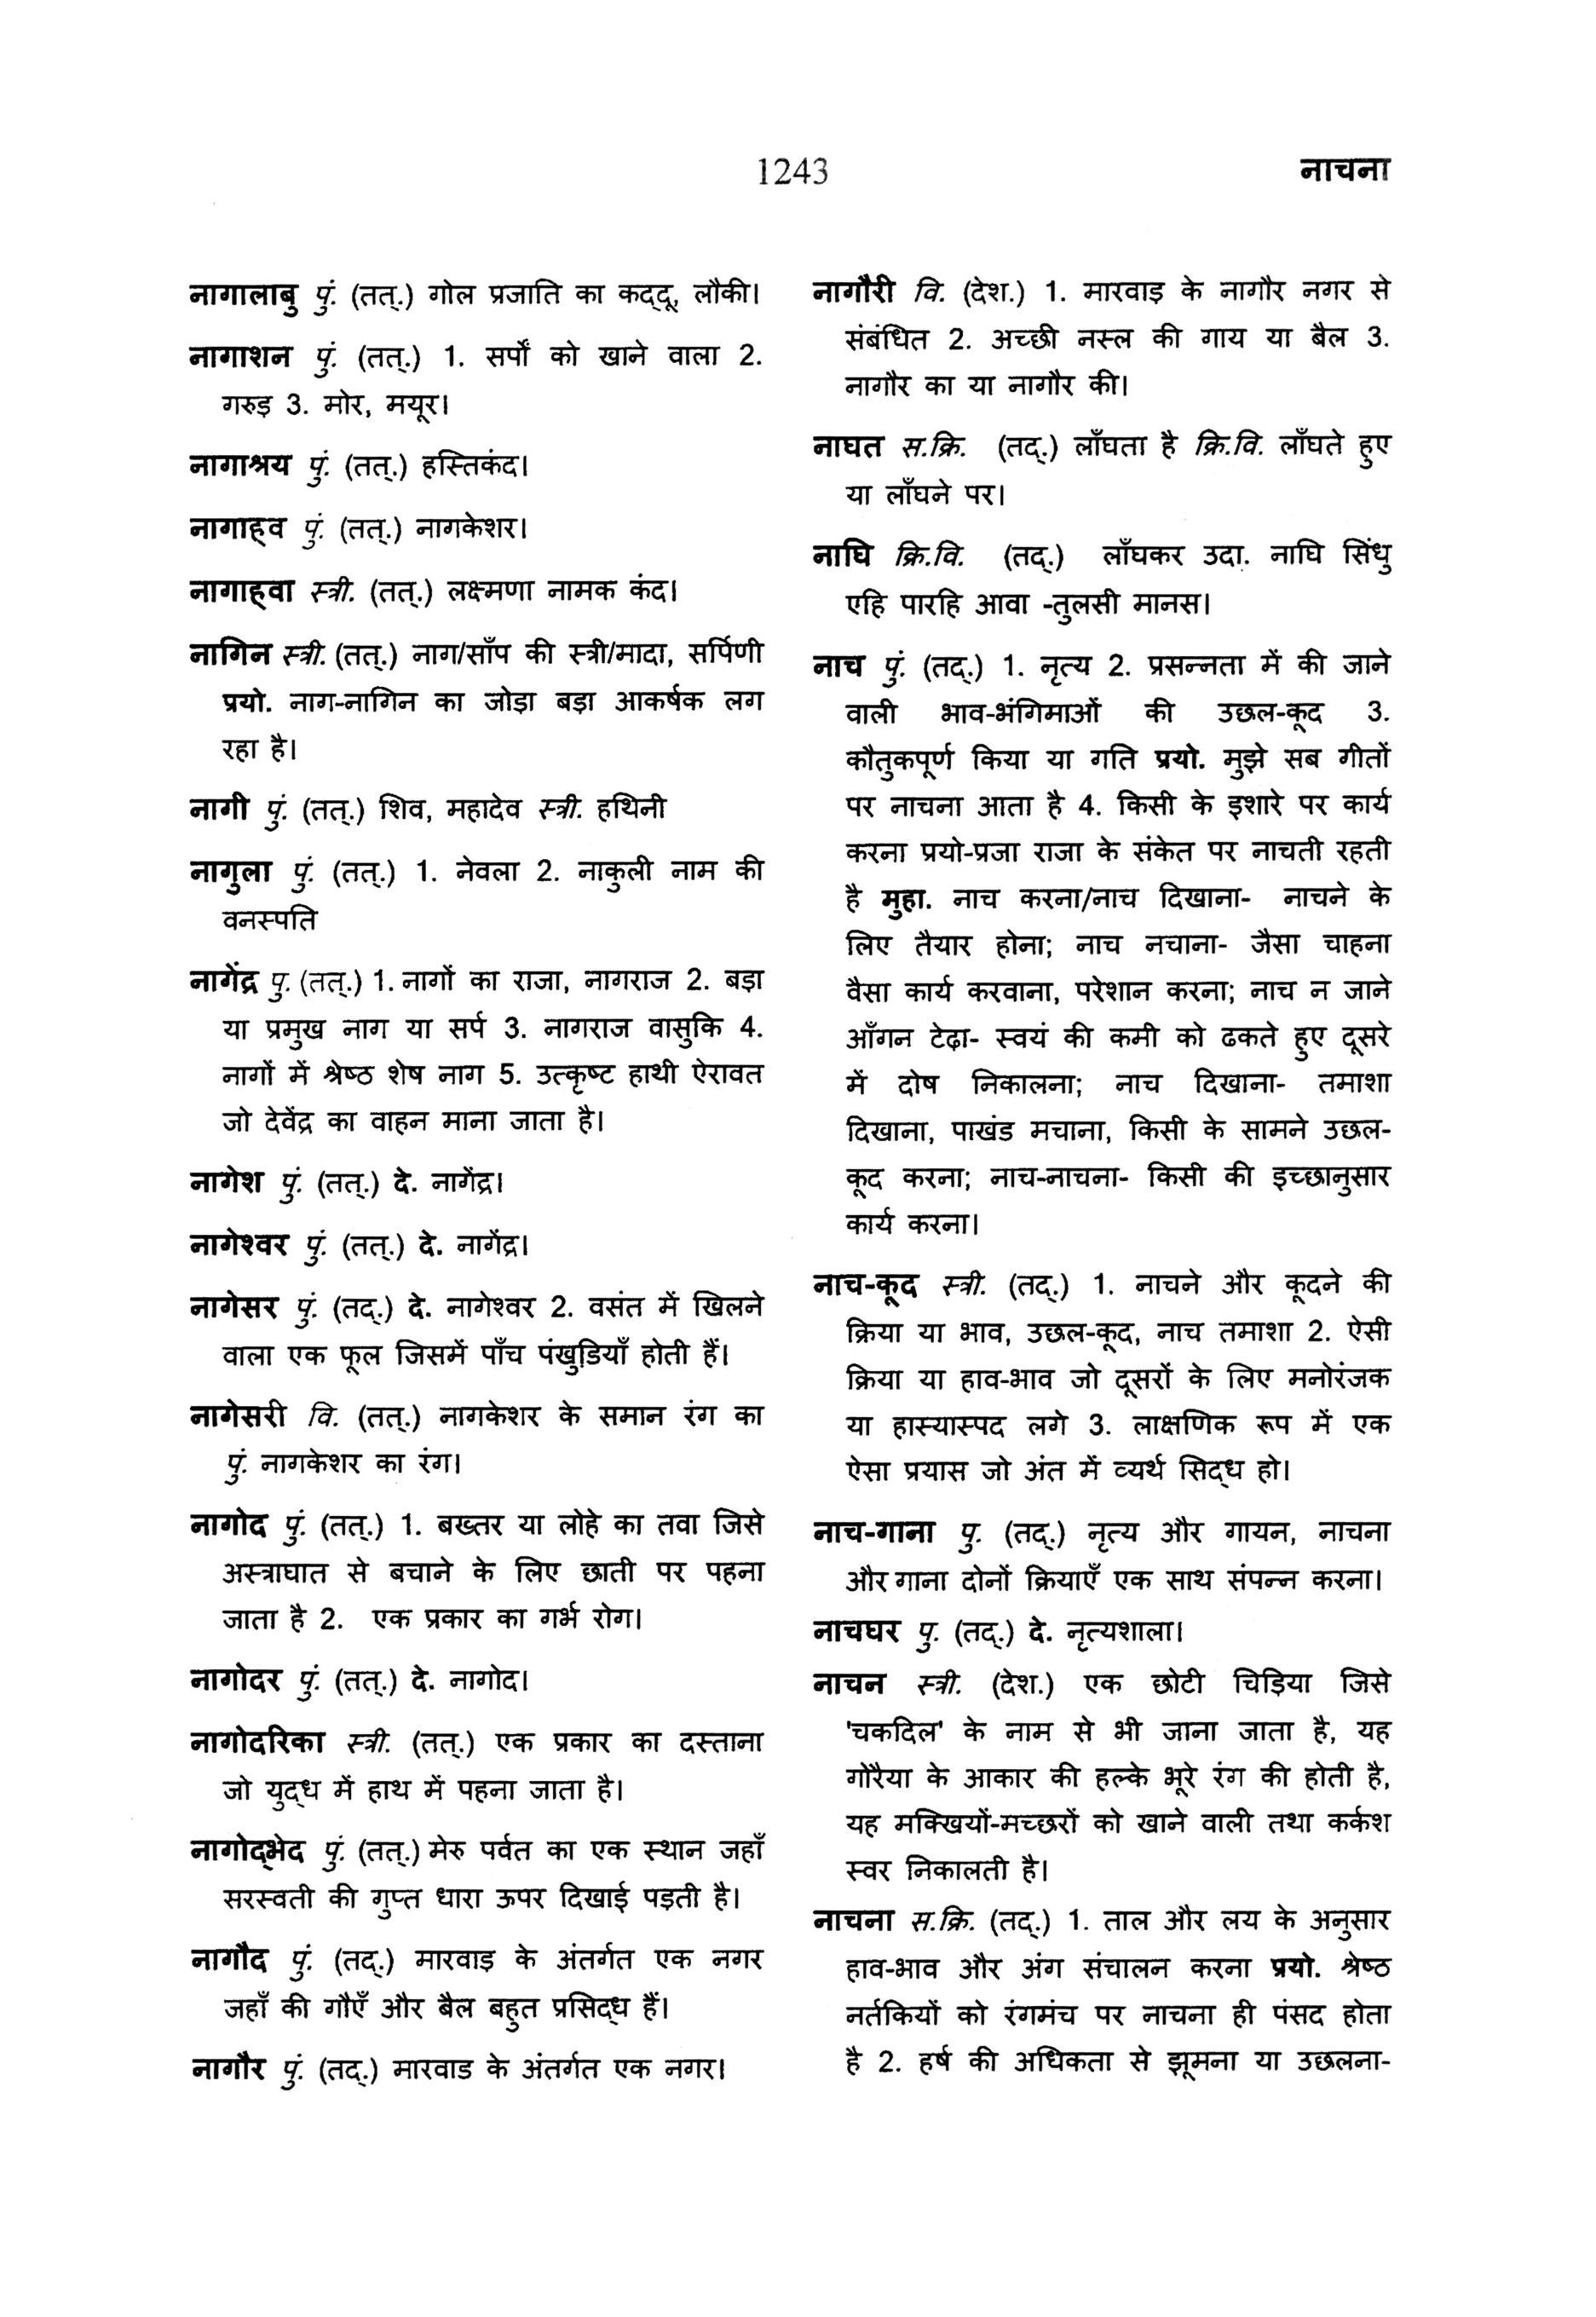 1243
नाचना
नागालाबु पुं. (तत्.) गोल प्रजाति का कद्दू, लौकी।
नागाशन पुं. (तत्.) 1. सर्पों को खाने वाला 2.
गरुड़ 3. मोर, मयूर।
नागाश्रय पुं. (तत्.) हस्तिकंद।
नागाह्व पुं. (तत्.) नागकेशर।
नागाह्वा स्त्री. (तत्.) लक्ष्मणा नामक कंद।
नागिन स्त्री. (तत्.) नाग/साँप की स्त्री/मादा, सर्पिणी
प्रयो. नाग-नागिन का जोड़ा बड़ा आकर्षक लग
रहा है।
नागी पुं. (तत्.) शिव, महादेव स्त्री. हथिनी
नागुला पुं. (तत्.) 1. नेवला 2. नाकुली नाम की
वनस्पति
नागेंद्र पु. (तत्.) 1. नागों का राजा, नागराज 2. बड़ा
या प्रमुख नाग या सर्प 3. नागराज वासुकि 4.
नागों में श्रेष्ठ शेष नाग 5. उत्कृष्ट हाथी ऐरावत
जो देवेंद्र का वाहन माना जाता है।
नागेश पुं. (तत्.) दे. नागेंद्र।
नागेश्वर पुं. (तत्.) दे. नागेंद्र।
नागेसर पुं. (तद्.) दे. नागेश्वर 2. वसंत में खिलने
वाला एक फूल जिसमें पाँच पंखुड़ियाँ होती हैं।
नागेसरी वि. (तत्.) नागकेशर के समान रंग का
पुं. नागकेशर का रंग।
नागोद पुं. (तत्.) 1. बख्तर या लोहे का तवा जिसे
अस्त्राघात से बचाने के लिए छाती पर पहना
जाता है 2. एक प्रकार का गर्भ रोग।
नागोदर पुं. (तत्.) दे. नागोद।
नागोदरिका स्त्री. (तत्.) एक प्रकार का दस्ताना
जो युद्ध में हाथ में पहना जाता है।
नागोद्भेद पुं. (तत्.) मेरु पर्वत का एक स्थान जहाँ
सरस्वती की गुप्त धारा ऊपर दिखाई पड़ती है।
नागौद पुं. (तद्.) मारवाड़ के अंतर्गत एक नगर
जहाँ की गौएँ और बैल बहुत प्रसिद्ध हैं।
नागौर पुं. (तद्.) मारवाड के अंतर्गत एक नगर।
नागौरी वि. (देश.) 1. मारवाड़ के नागौर नगर से
संबंधित 2. अच्छी नस्ल की गाय या बैल 3.
नागौर का या नागौर की।
नाघत स.क्रि. (तद्.) लाँघता है क्रि.वि. लाँघते हुए
या लाँघने पर।
नाघि क्रि.वि. (तद्.) लाँघकर उदा. नाघि सिंधु
एहि पारहि आवा -तुलसी मानस।
नाच पुं. (तद्.) 1. नृत्य 2. प्रसन्नता में की जाने
वाली भाव-भंगिमाओं की उछल-कूद 3.
कौतुकपूर्ण किया या गति प्रयो. मुझे सब गीतों
पर नाचना आता है 4. किसी के इशारे पर कार्य
करना प्रयो-प्रजा राजा के संकेत पर नाचती रहती
है मुहा. नाच करना/नाच दिखाना- नाचने के
लिए तैयार होना; नाच नचाना- जैसा चाहना
वैसा कार्य करवाना, परेशान करना; नाच न जाने
आँगन टेढ़ा- स्वयं की कमी को ढकते हुए दूसरे
में दोष निकालना; नाच दिखाना- तमाशा
दिखाना, पाखंड मचाना, किसी के सामने उछल-
कूद करना; नाच-नाचना- किसी की इच्छानुसार
कार्य करना।
नाच-कूद स्त्री. (तद्.) 1. नाचने और कूदने की
क्रिया या भाव, उछल-कूद, नाच तमाशा 2. ऐसी
क्रिया या हाव-भाव जो दूसरों के लिए मनोरंजक
या हास्यास्पद लगे 3. लाक्षणिक रूप में एक
ऐसा प्रयास जो अंत में व्यर्थ सिद्ध हो।
नाच-गाना पु. (तद्.) नृत्य और गायन, नाचना
और गाना दोनों क्रियाएँ एक साथ संपन्न करना।
नाचघर पु. (तद्.) दे. नृत्यशाला।
नाचन स्त्री. (देश.) एक छोटी चिड़िया जिसे
'चकदिल' के नाम से भी जाना जाता है, यह
गोरैया के आकार की हल्के भूरे रंग की होती है,
यह मक्खियों-मच्छरों को खाने वाली तथा कर्कश
स्वर निकालती है।
नाचना स.क्रि. (तद्.) 1. ताल और लय के अनुसार
हाव-भाव और अंग संचालन करना प्रयो. श्रेष्ठ
नर्तकियों को रंगमंच पर नाचना ही पंसद होता
है 2. हर्ष की अधिकता से झूमना या उछलना-